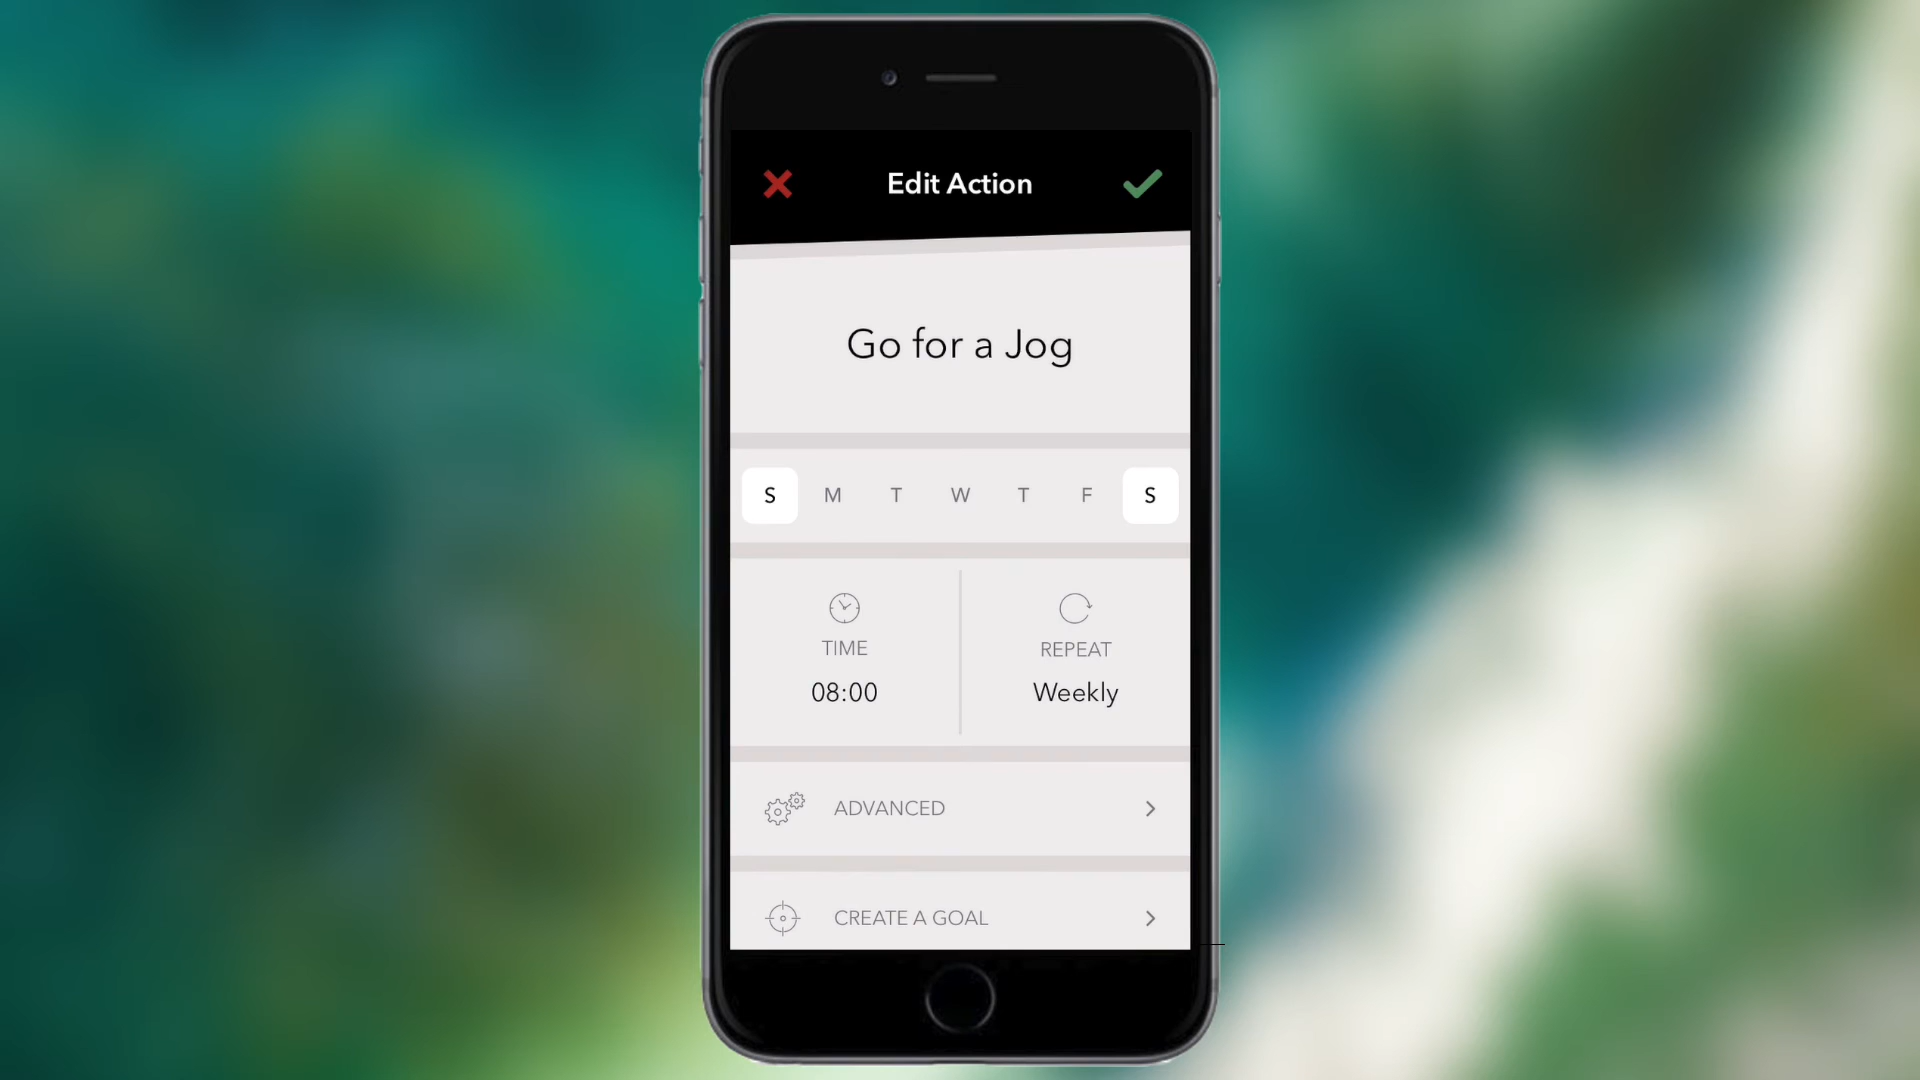 Edit Action
Go for a Jog
S M T W T F S
TIME REPEAT
08:00 Weekly
ADVANCED
CREATE A GOAL